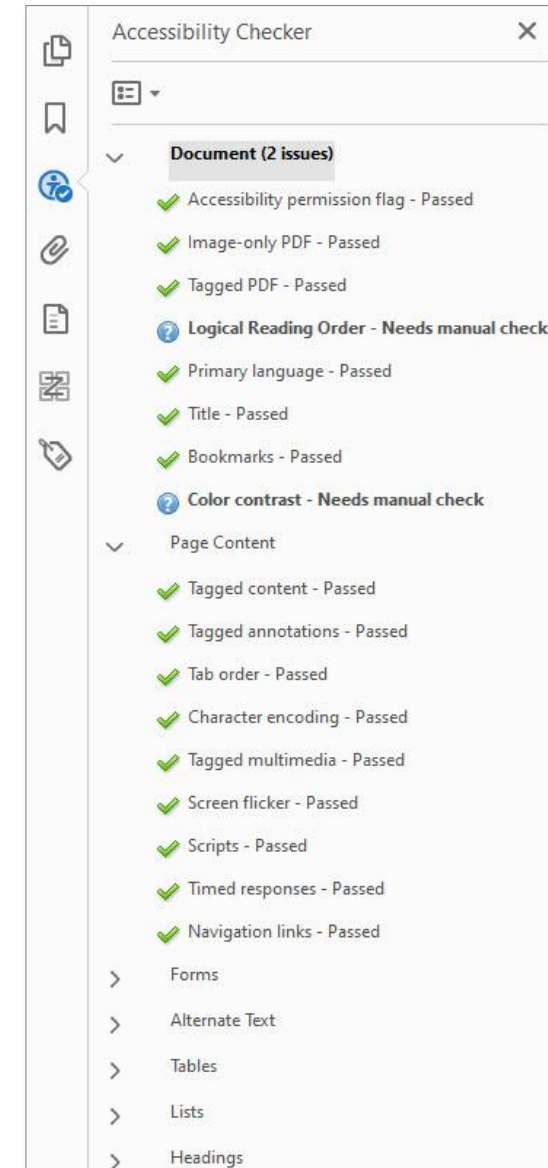 Accessibility Checker
Document (2 issues)
Accessibility permission flag - Passed
Image-only PDF - Passed
Tagged PDF - Passed
Logical Reading Order - Needs manual check
Primary language - Passed
Title - Passed
Bookmarks - Passed
Color contrast - Needs manual check
Page Content
Tagged content - Passed
Tagged annotations - Passed
Tab order - Passed
Character encoding - Passed
Tagged multimedia - Passed
Screen flicker - Passed
Scripts - Passed
Timed responses - Passed
Navigation links - Passed
Forms
Alternate Text
Tables
Lists
Headings